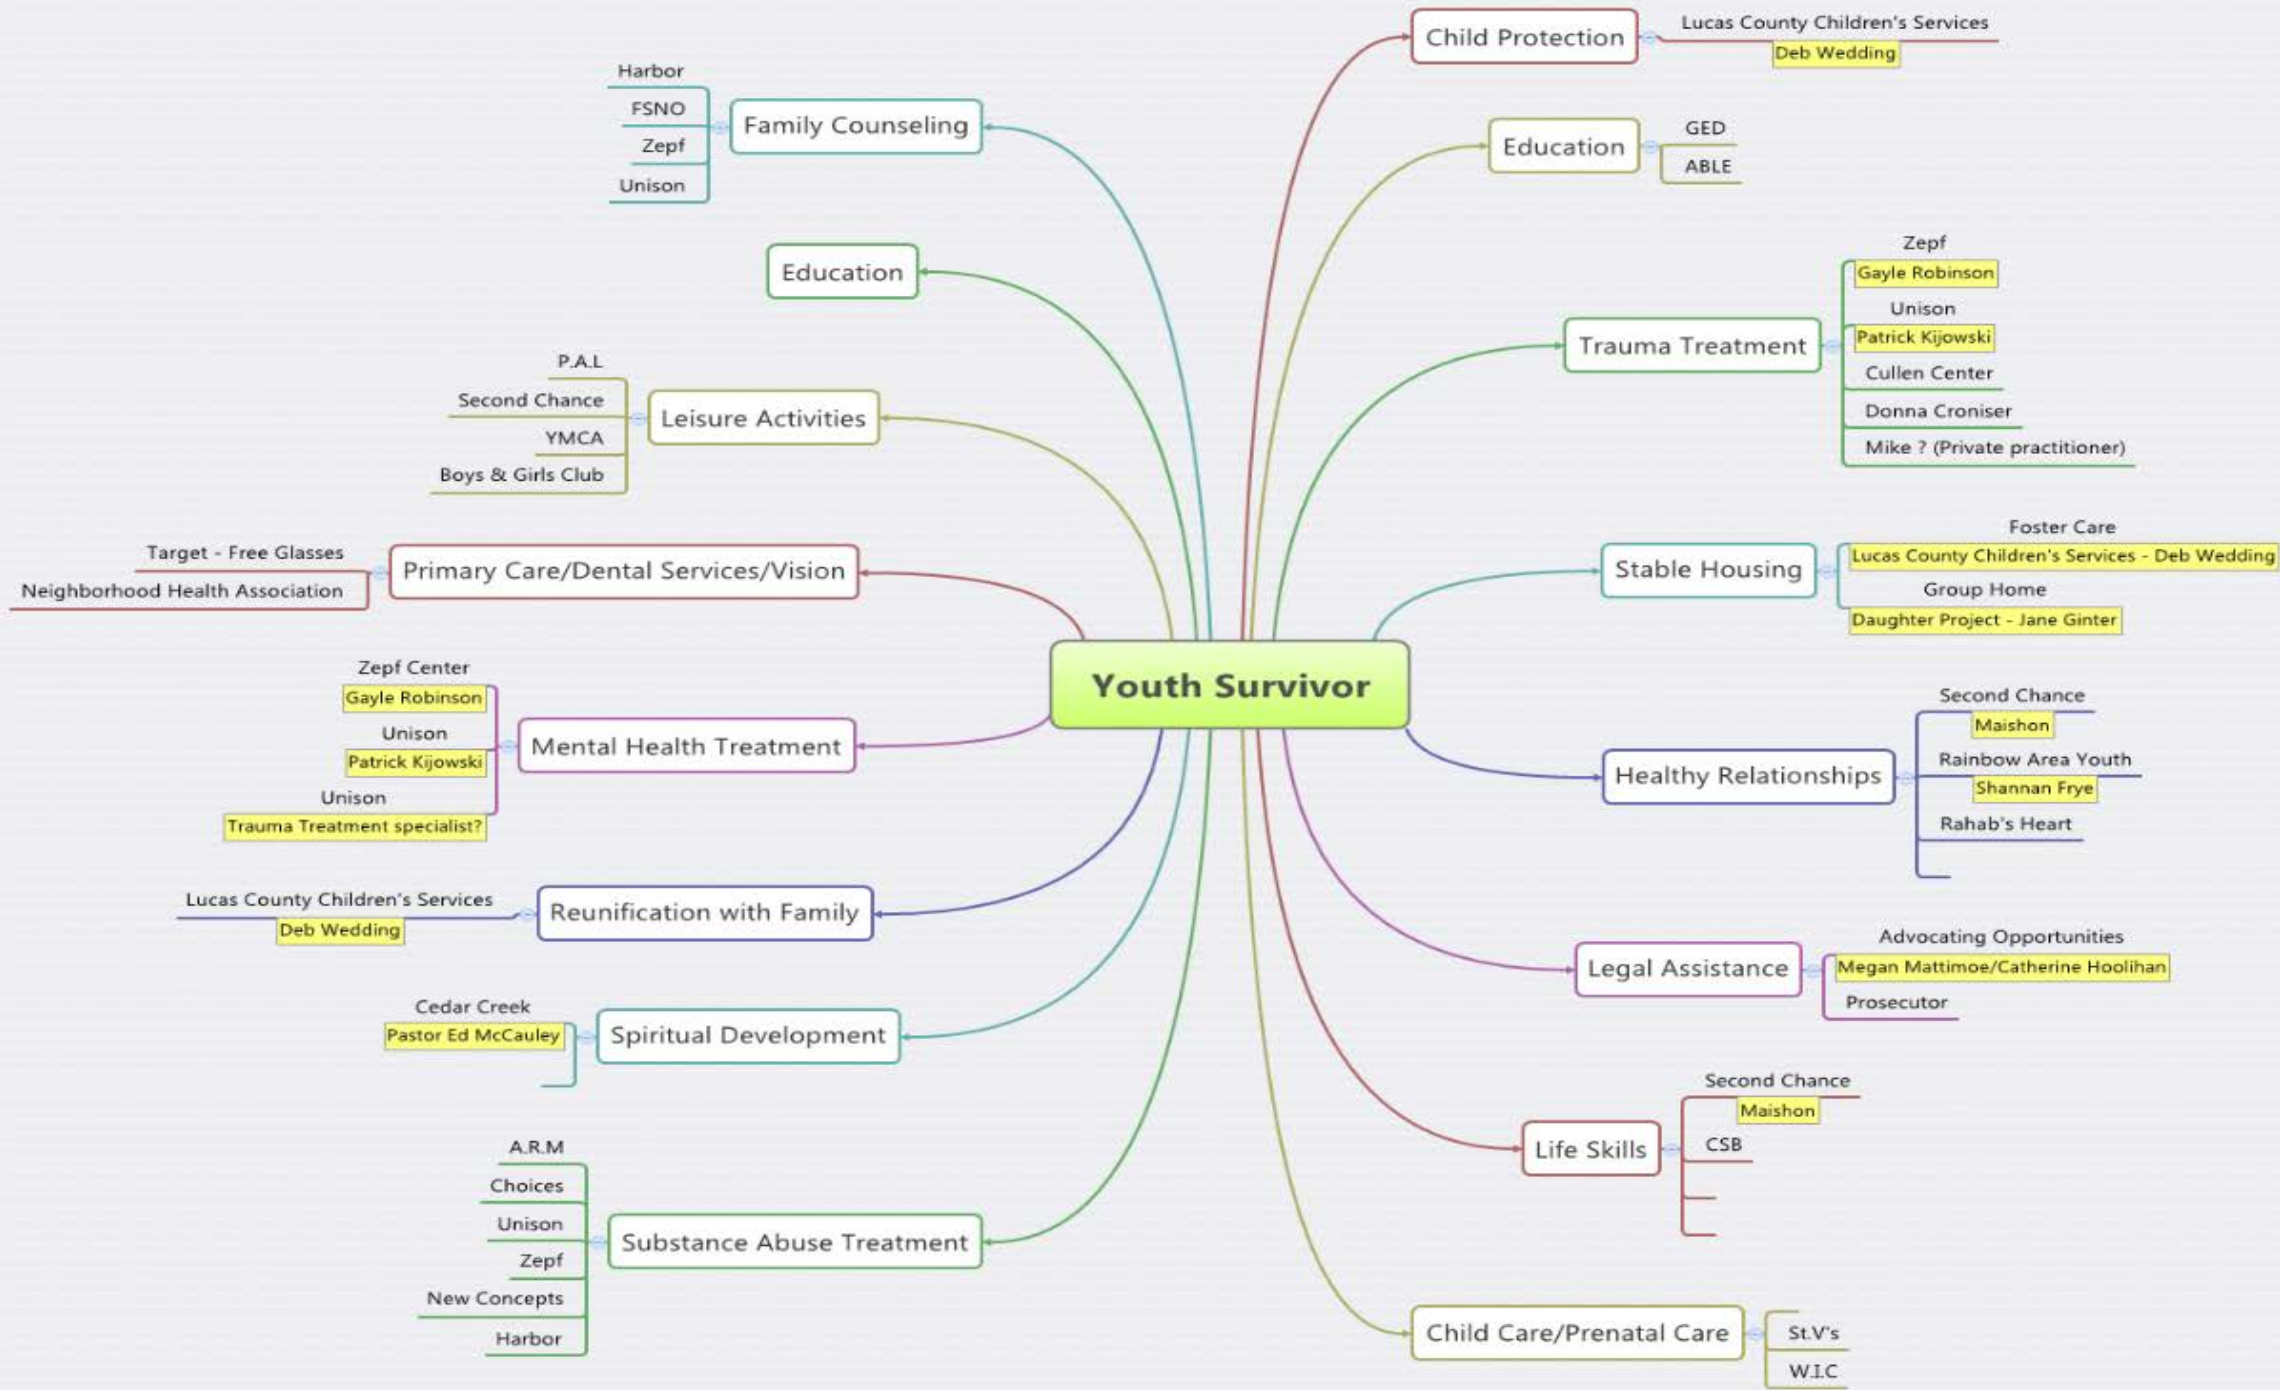 Youth Survivor
Child Protection
Lucas County Children's Services
Deb Wedding
Education
GED
ABLE
Trauma Treatment
Zepf
Gayle Robinson
Unison
Patrick Kijowski
Cullen Center
Donna Croniser
Mike ? (Private practitioner)
Stable Housing
Foster Care
Lucas County Children's Services - Deb Wedding
Group Home
Daughter Project - Jane Ginter
Healthy Relationships
Second Chance
Maishon
Rainbow Area Youth
Shannan Frye
Rahab's Heart
Legal Assistance
Advocating Opportunities
Megan Mattimoe/Catherine Hoolihan
Prosecutor
Life Skills
Second Chance
Maishon
CSB
Child Care/Prenatal Care
St.V's
W.I.C
Family Counseling
Harbor
FSNO
Zepf
Unison
Education
Leisure Activities
P.A.L
Second Chance
YMCA
Boys & Girls Club
Primary Care/Dental Services/Vision
Target - Free Glasses
Neighborhood Health Association
Mental Health Treatment
Zepf Center
Gayle Robinson
Unison
Patrick Kijowski
Unison
Trauma Treatment specialist?
Reunification with Family
Lucas County Children's Services
Deb Wedding
Spiritual Development
Cedar Creek
Pastor Ed McCauley
Substance Abuse Treatment
A.R.M
Choices
Unison
Zepf
New Concepts
Harbor